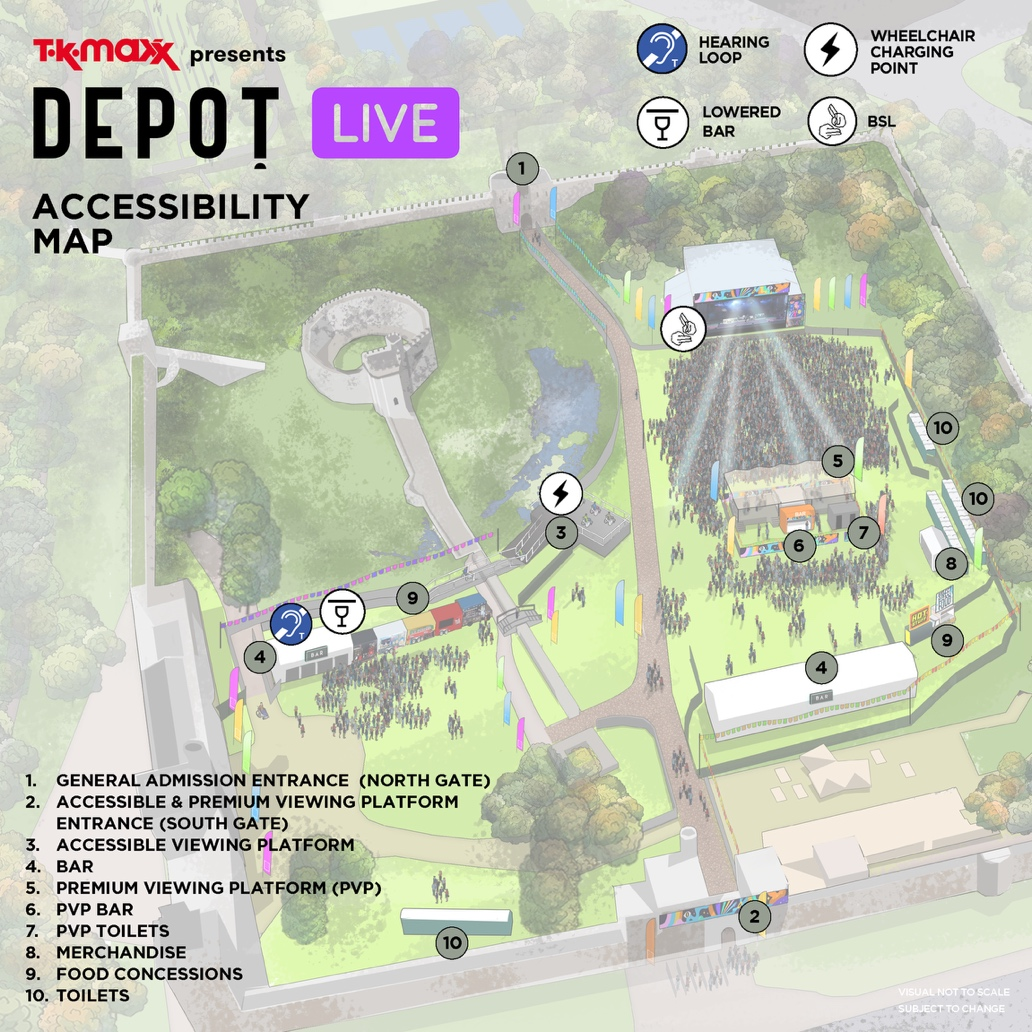 T·K·maxx presents
DEPOT LIVE
ACCESSIBILITY
MAP
HEARING
LOOP
WHEELCHAIR
CHARGING
POINT
LOWERED
BAR
BSL
T
1
10
5
10
3
6
7
8
9
T
BAR
HOT
9
4
BAR
4
BAR
1. GENERAL ADMISSION ENTRANCE (NORTH GATE)
2. ACCESSIBLE & PREMIUM VIEWING PLATFORM
ENTRANCE (SOUTH GATE)
3. ACCESSIBLE VIEWING PLATFORM
4. BAR
5. PREMIUM VIEWING PLATFORM (PVP)
6. PVP BAR
7. PVP TOILETS
8. MERCHANDISE
9. FOOD CONCESSIONS
10. TOILETS
2
10
VISUAL NOT TO SCALE
SUBJECT TO CHANGE